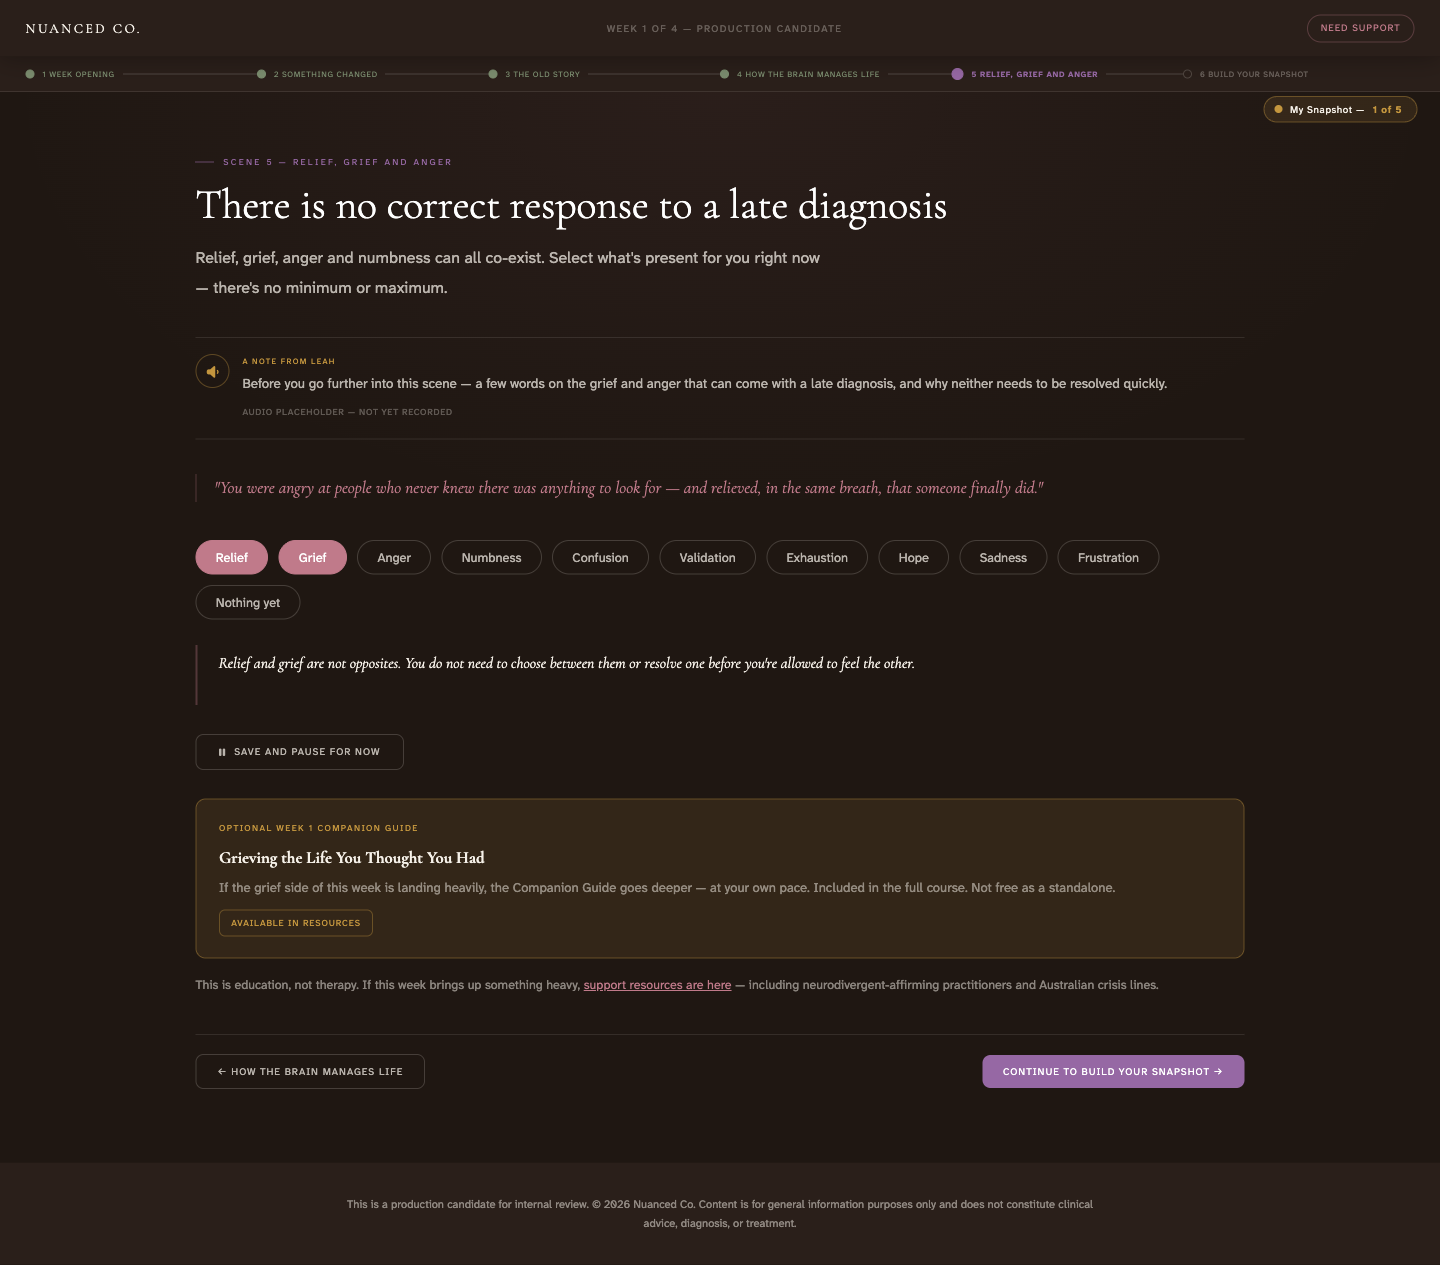 NUANCED CO.
WEEK 1 OF 4 — PRODUCTION CANDIDATE
NEED SUPPORT
1 WEEK OPENING
2 SOMETHING CHANGED
3 THE OLD STORY
4 HOW THE BRAIN MANAGES LIFE
5 RELIEF, GRIEF AND ANGER
6 BUILD YOUR SNAPSHOT
My Snapshot — 1 of 5
SCENE 5 — RELIEF, GRIEF AND ANGER
There is no correct response to a late diagnosis
Relief, grief, anger and numbness can all co-exist. Select what's present for you right now
— there's no minimum or maximum.
A NOTE FROM LEAH
Before you go further into this scene — a few words on the grief and anger that can come with a late diagnosis, and why neither needs to be resolved quickly.
AUDIO PLACEHOLDER — NOT YET RECORDED
"You were angry at people who never knew there was anything to look for — and relieved, in the same breath, that someone finally did."
Relief
Grief
Anger
Numbness
Confusion
Validation
Exhaustion
Hope
Sadness
Frustration
Nothing yet
Relief and grief are not opposites. You do not need to choose between them or resolve one before you're allowed to feel the other.
SAVE AND PAUSE FOR NOW
OPTIONAL WEEK 1 COMPANION GUIDE
Grieving the Life You Thought You Had
If the grief side of this week is landing heavily, the Companion Guide goes deeper — at your own pace. Included in the full course. Not free as a standalone.
AVAILABLE IN RESOURCES
This is education, not therapy. If this week brings up something heavy, support resources are here — including neurodivergent-affirming practitioners and Australian crisis lines.
← HOW THE BRAIN MANAGES LIFE
CONTINUE TO BUILD YOUR SNAPSHOT →
This is a production candidate for internal review. © 2026 Nuanced Co. Content is for general information purposes only and does not constitute clinical
advice, diagnosis, or treatment.